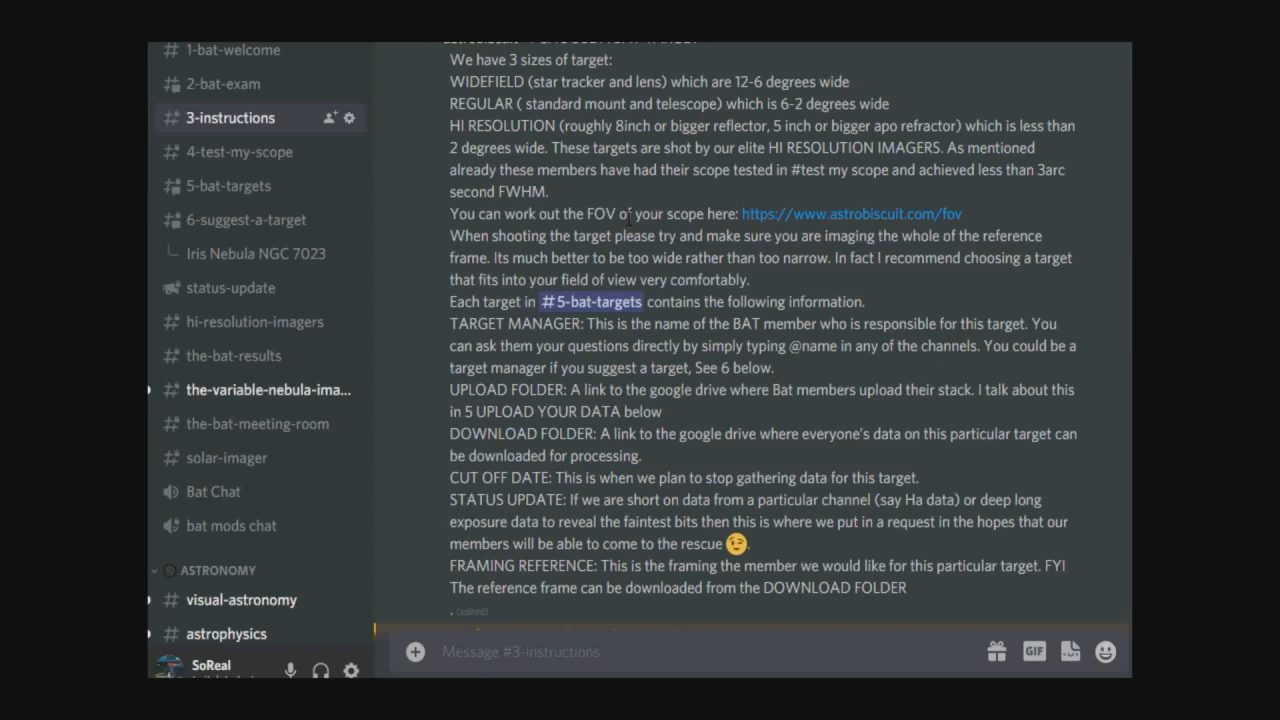 1-bat-welcome
2-bat-exam
3-instructions
4-test-my-scope
5-bat-targets
6-suggest-a-target
Iris Nebula NGC 7023
status-update
hi-resolution-imagers
the-bat-results
the-variable-nebula-ima...
the-bat-meeting-room
solar-imager
Bat Chat
bat mods chat
ASTRONOMY
visual-astronomy
astrophysics
SoReal
We have 3 sizes of target:
WIDEFIELD (star tracker and lens) which are 12-6 degrees wide
REGULAR ( standard mount and telescope) which is 6-2 degrees wide
HI RESOLUTION (roughly 8inch or bigger reflector, 5 inch or bigger apo refractor) which is less than
2 degrees wide. These targets are shot by our elite HI RESOLUTION IMAGERS. As mentioned
already these members have had their scope tested in #test my scope and achieved less than 3arc
second FWHM.
You can work out the FOV of your scope here: https://www.astrobiscuit.com/fov
When shooting the target please try and make sure you are imaging the whole of the reference
frame. Its much better to be too wide rather than too narrow. In fact I recommend choosing a target
that fits into your field of view very comfortably.
Each target in #5-bat-targets contains the following information.
TARGET MANAGER: This is the name of the BAT member who is responsible for this target. You
can ask them your questions directly by simply typing @name in any of the channels. You could be a
target manager if you suggest a target, See 6 below.
UPLOAD FOLDER: A link to the google drive where Bat members upload their stack. I talk about this
in 5 UPLOAD YOUR DATA below
DOWNLOAD FOLDER: A link to the google drive where everyone's data on this particular target can
be downloaded for processing.
CUT OFF DATE: This is when we plan to stop gathering data for this target.
STATUS UPDATE: If we are short on data from a particular channel (say Ha data) or deep long
exposure data to reveal the faintest bits then this is where we put in a request in the hopes that our
members will be able to come to the rescue 😉.
FRAMING REFERENCE: This is the framing the member we would like for this particular target. FYI
The reference frame can be downloaded from the DOWNLOAD FOLDER
. (edited)
Message #3-instructions
GIF